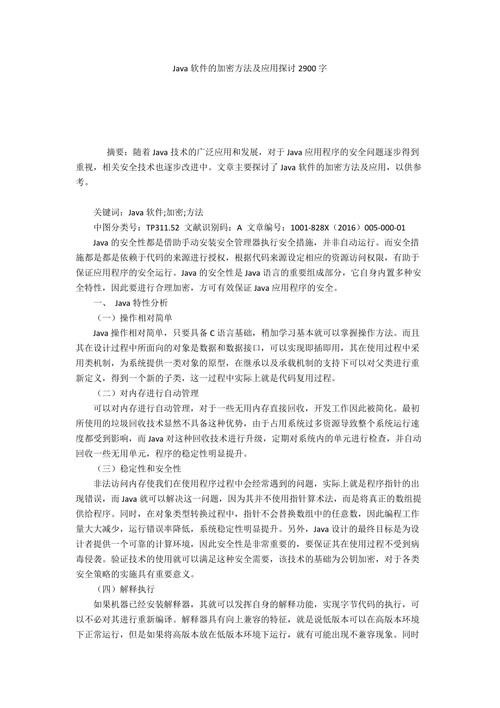 Java 软件的加密方法及应用探讨 2900 字
摘要：随着 Java 技术的广泛应用和发展，对于 Java 应用程序的安全问题逐步得到
重视，相关安全技术也逐步改进中。文章主要探讨了 Java 软件的加密方法及应用，以供参
考。
关键词：Java 软件;加密;方法
中图分类号：TP311.52 文献识别码：A 文章编号：1001-828X（2016）005-000-01
Java 的安全性都是借助手动安装安全管理器执行安全措施，并非自动运行。而安全措
施都是都是依赖于代码的来源进行授权，根据代码来源设定相应的资源访问权限，有助于
保证应用程序的安全运行。Java 的安全性是 Java 语言的重要组成部分，它自身内置多种安
全特性，因此要进行合理加密，方可有效保证 Java 应用程序的安全。
一、 Java 特性分析
（一）操作相对简单
Java 操作相对简单，只要具备 C 语言基础，稍加学习基本就可以掌握操作方法。而且
其在设计过程中所面向的对象是数据和数据接口，可以实现即插即用，其在使用过程中采
用类机制，为系统提供一类对象的原型，在继承以及承载机制的支持下可以对父类进行重
新定义，得到一个新的子类，这一过程中实际上就是代码复用过程。
（二）对内存进行自动管理
可以对内存进行自动管理，对于一些无用内存直接回收，开发工作因此被简化。最初
所使用的垃圾回收技术显然不具备这种优势，由于占用系统过多资源导致整个系统运行速
度都受到影响，而 Java 对这种回收技术进行升级，定期对系统内的单元进行检查，并自动
回收一些无用单元，程序的稳定性明显提升。
（三）稳定性和安全性
非法访问内存使我们在使用程序过程中会经常遇到的问题，实际上就是程序指针的出
现错误，而 Java 就可以解决这一问题，因为其并不使用指针算术法，而是将真正的数组提
供给程序。同时，在对象类型转换过程中，指针不会替换数组中的任意数，因此编程工作
量大大减少，运行错误率降低，系统稳定性明显提升。另外，Java 设计的最终目标是为设
计者提供一个可靠的计算环境，因此安全性是非常重要的，要保证其在使用过程不受到病
毒侵袭。验证技术的使用就可以满足这种安全需要，该技术的基础为公钥加密，对于各类
安全策略的实施具有重要意义。
（四）解释执行
如果机器已经安装解释器，其就可以发挥自身的解释功能，实现字节代码的执行，可
以不必对其进行重新编译。解释器具有向上兼容的特征，就是说低版本可以在高版本环境
下正常运行，但是如果将高版本放在低版本环境下运行，就有可能出现不兼容现象。同时